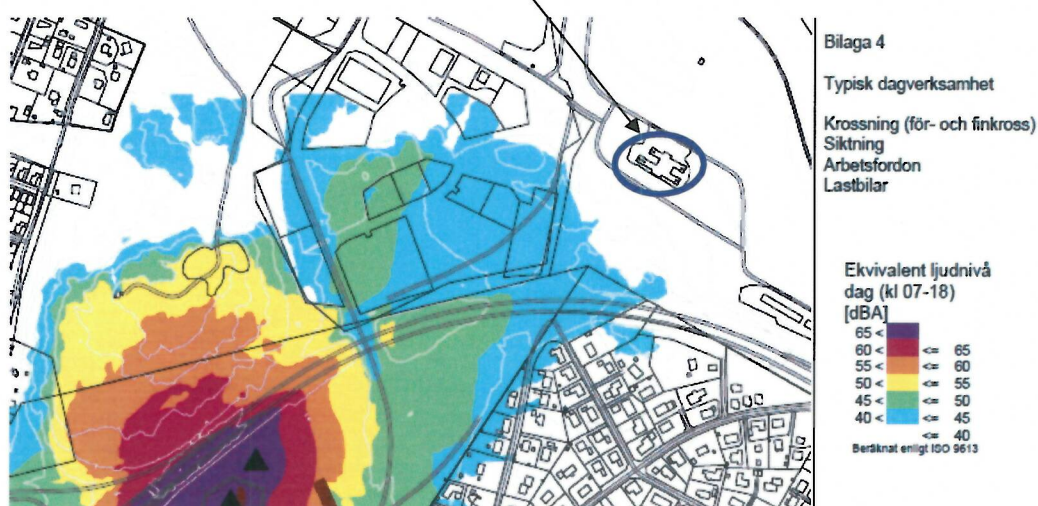 Bilaga 4
Typisk dagverksamhet
Krossning (för- och finkross)
Siktning
Arbetsfordon
Lastbilar
Ekvivalent ljudnivå
dag (kl 07-18)
[dBA]
65 <
60 < <= 65
55 < <= 60
50 < <= 55
45 < <= 50
40 < <= 45
<= 40
Beräknat enligt ISO 9613